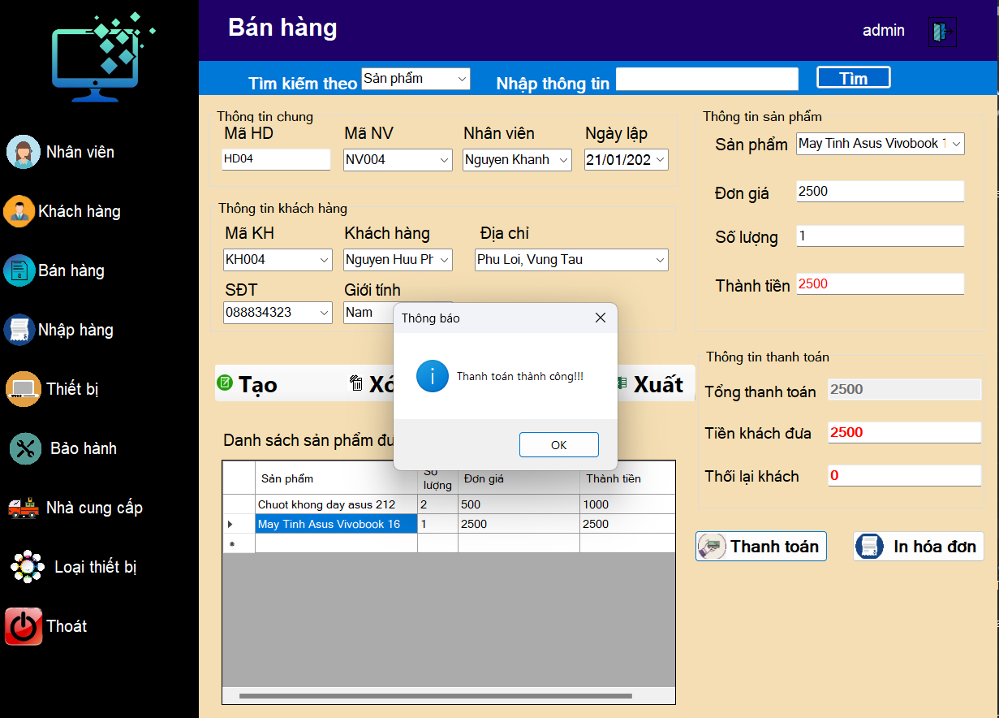 Bán hàng
admin
Tìm kiếm theo
Sản phẩm
Nhập thông tin
Tìm
Nhân viên
Khách hàng
Bán hàng
Nhập hàng
Thiết bị
Bảo hành
Nhà cung cấp
Loại thiết bị
Thoát
Thông tin chung
Mã HD Mã NV Nhân viên Ngày lập
HD04 NV004 Nguyen Khanh 21/01/202
Thông tin khách hàng
Mã KH Khách hàng Địa chỉ
KH004 Nguyen Huu Ph Phu Loi, Vung Tau
SĐT Giới tính
088834323 Nam
Thông tin sản phẩm
Sản phẩm May Tinh Asus Vivobook 1
Đơn giá 2500
Số lượng 1
Thành tiền 2500
Thông báo
Thanh toán thành công!!!
OK
Tạo Xó Xuất
Thông tin thanh toán
Tổng thanh toán 2500
Tiền khách đưa 2500
Thối lại khách 0
Thanh toán In hóa đơn
Danh sách sản phẩm đu
Sản phẩm Số lượng Đơn giá Thành tiền
Chuot khong day asus 212 2 500 1000
May Tinh Asus Vivobook 16 1 2500 2500